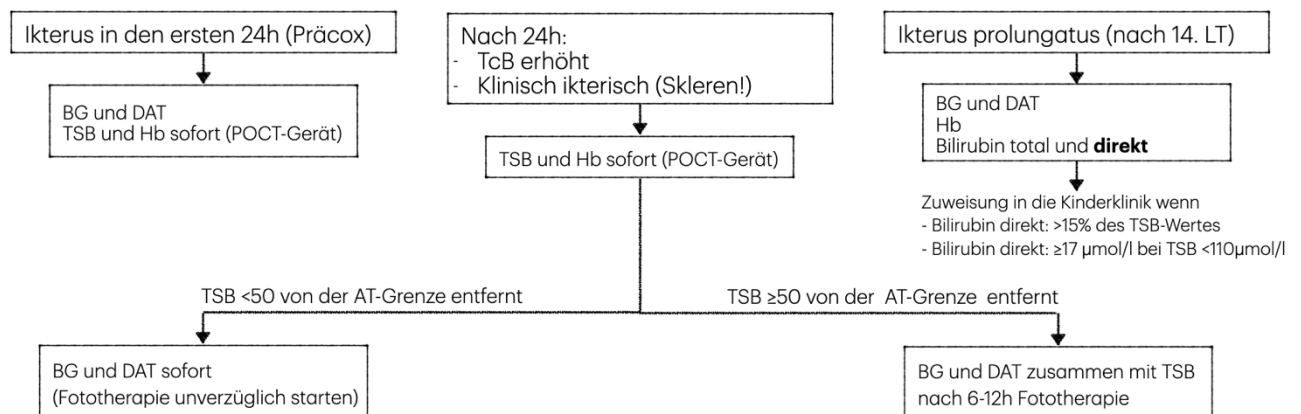 Ikterus in den ersten 24h (Präcox)
BG und DAT
TSB und Hb sofort (POCT-Gerät)
Nach 24h:
- TcB erhöht
- Klinisch ikterisch (Skleren!)
TSB und Hb sofort (POCT-Gerät)
Ikterus prolungatus (nach 14. LT)
BG und DAT
Hb
Bilirubin total und direkt
Zuweisung in die Kinderklinik wenn
- Bilirubin direkt: >15% des TSB-Wertes
- Bilirubin direkt: ≥17 µmol/l bei TSB <110µmol/l
TSB <50 von der AT-Grenze entfernt
TSB ≥50 von der AT-Grenze entfernt
BG und DAT sofort
(Fototherapie unverzüglich starten)
BG und DAT zusammen mit TSB
nach 6-12h Fototherapie